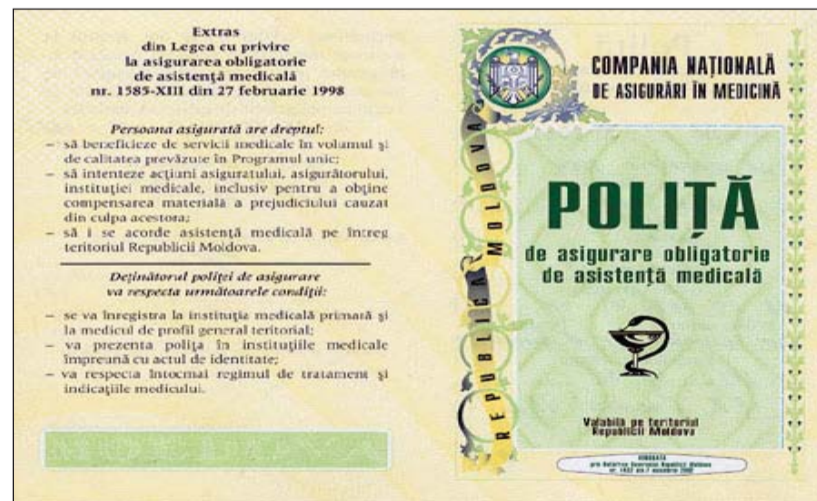 Extras
din Legea cu privire
la asigurarea obligatorie
de asistență medicală
nr. 1585-XIII din 27 februarie 1998
Persoana asigurată are dreptul:
– să beneficieze de servicii medicale în volumul și
de calitatea prevăzute în Programul unic;
– să intenteze acțiuni asiguratului, asigurătorului,
instituției medicale, inclusiv pentru a obține
compensarea materială a prejudiciului cauzat
din culpa acestora;
– să i se acorde asistență medicală pe întreg
teritoriul Republicii Moldova.
Deținătorul poliței de asigurare
va respecta următoarele condiții:
– se va înregistra la instituția medicală primară și
la medicul de profil general teritorial;
– va prezenta polița în instituțiile medicale
împreună cu actul de identitate;
– va respecta întocmai regimul de tratament și
indicațiile medicului.
COMPANIA NAȚIONALĂ
DE ASIGURĂRI ÎN MEDICINĂ
REPUBLICA MOLDOVA
POLIȚĂ
de asigurare obligatorie
de asistență medicală
Valabilă pe teritoriul
Republicii Moldova
prin Hotărîrea Guvernului Republicii Moldova